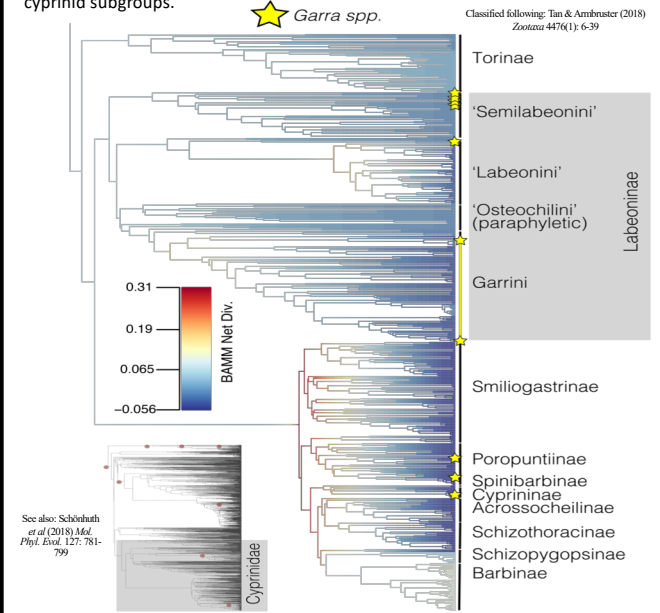 cyprinid subgroups.
Garra spp.
Classified following: Tan & Armbruster (2018)
Zootaxa 4476(1): 6-39
Torinae
'Semilabeonini'
'Labeonini'
'Osteochilini'
(paraphyletic)
Garrini
Labeoninae
0.31
0.19
0.065
−0.056
BAMM Net Div.
Smiliogastrinae
Poropuntiinae
Spinibarbinae
Cyprininae
Acrossocheilinae
Schizothoracinae
Schizopygopsinae
Barbinae
See also: Schönhuth
et al (2018) Mol.
Phyl. Evol. 127: 781-
799
Cyprinidae